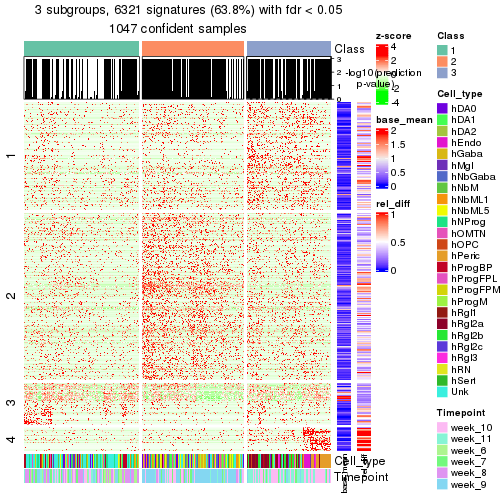 3 subgroups, 6321 signatures (63.8%) with fdr < 0.05
1047 confident samples
Class
3
2
1
0
-log10(prediction
p-value)
1
2
3
4
Cell_type
Timepoint
z-score
4
2
0
-2
-4
base_mean
2
1.5
1
0.5
0
rel_diff
1
0.5
0
Class
1
2
3
Cell_type
hDA0
hDA1
hDA2
hEndo
hGaba
hMgl
hNbGaba
hNbM
hNbML1
hNbML5
hNProg
hOMTN
hOPC
hPeric
hProgBP
hProgFPL
hProgFPM
hProgM
hRgl1
hRgl2a
hRgl2b
hRgl2c
hRgl3
hRN
hSert
Unk
Timepoint
week_10
week_11
week_6
week_7
week_8
week_9